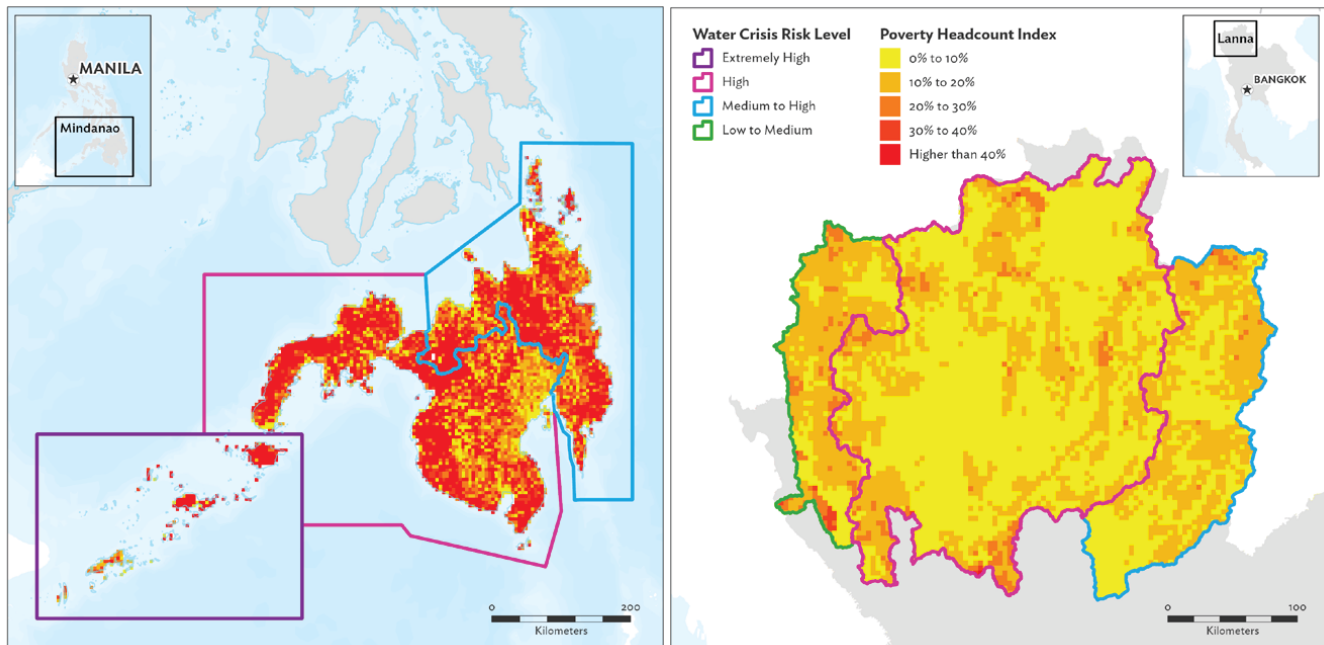 MANILA
Mindanao
0 200
Kilometers
Water Crisis Risk Level
Extremely High
High
Medium to High
Low to Medium
Poverty Headcount Index
0% to 10%
10% to 20%
20% to 30%
30% to 40%
Higher than 40%
Lanna
BANGKOK
0 100
Kilometers